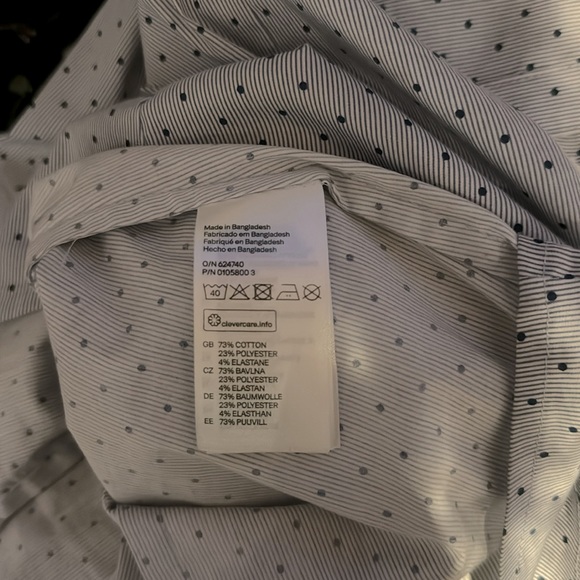 Made in Bangladesh
Fabricado em Bangladesh
Fabriqué en Bangladesh
Hecho en Bangladesh
O/N 624740
P/N 0105800 3
40
clevercare.info
GB 73% COTTON
23% POLYESTER
4% ELASTANE
CZ 73% BAVLNA
23% POLYESTER
4% ELASTAN
DE 73% BAUMWOLLE
23% POLYESTER
4% ELASTHAN
EE 73% PUUVILL